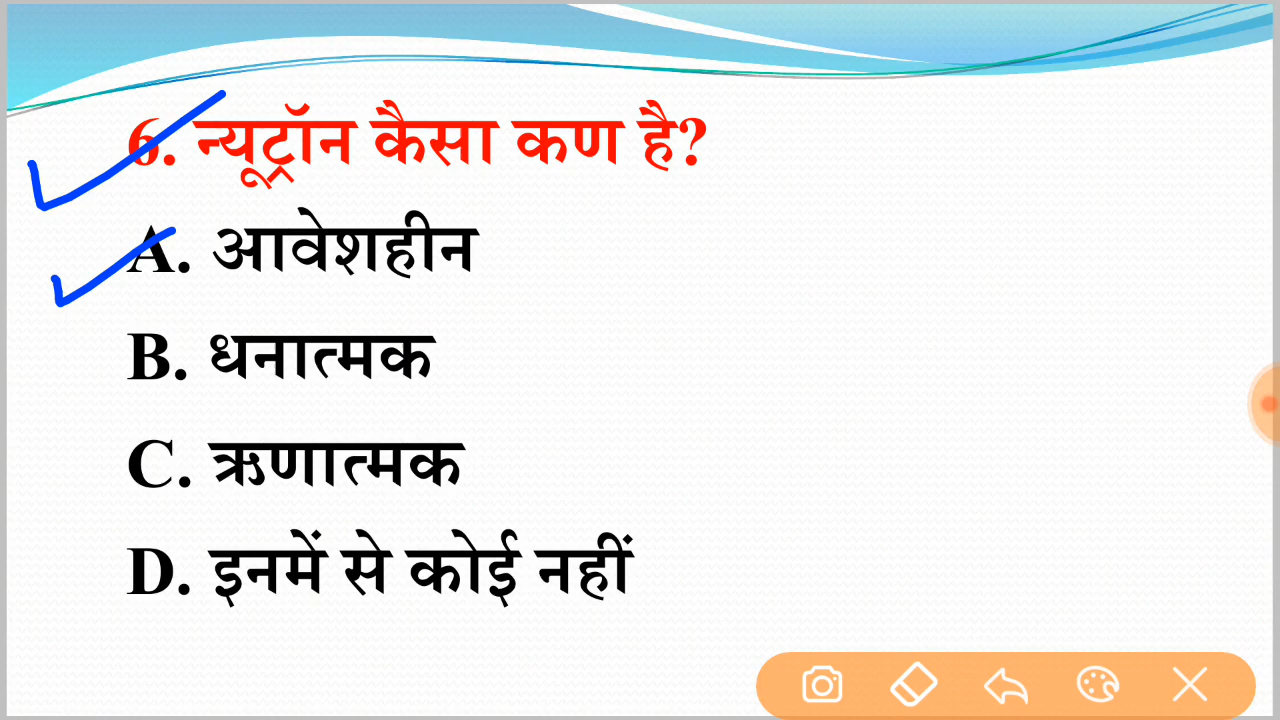 6. न्यूट्रॉन कैसा कण है?
A. आवेशहीन
B. धनात्मक
C. ऋणात्मक
D. इनमें से कोई नहीं